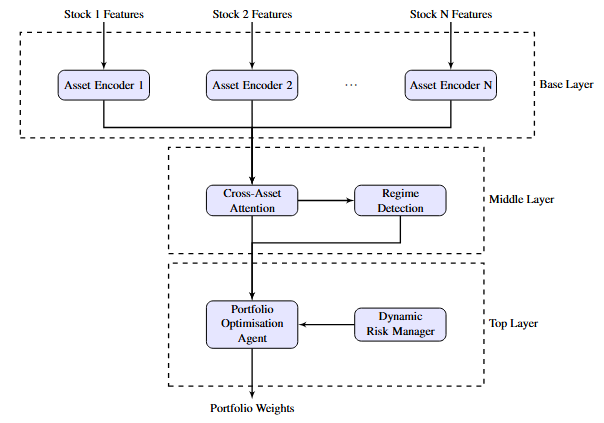 Stock 1 Features
Stock 2 Features
Stock N Features
Asset Encoder 1
Asset Encoder 2
...
Asset Encoder N
Base Layer
Cross-Asset
Attention
Regime
Detection
Middle Layer
Portfolio
Optimisation
Agent
Dynamic
Risk Manager
Top Layer
Portfolio Weights